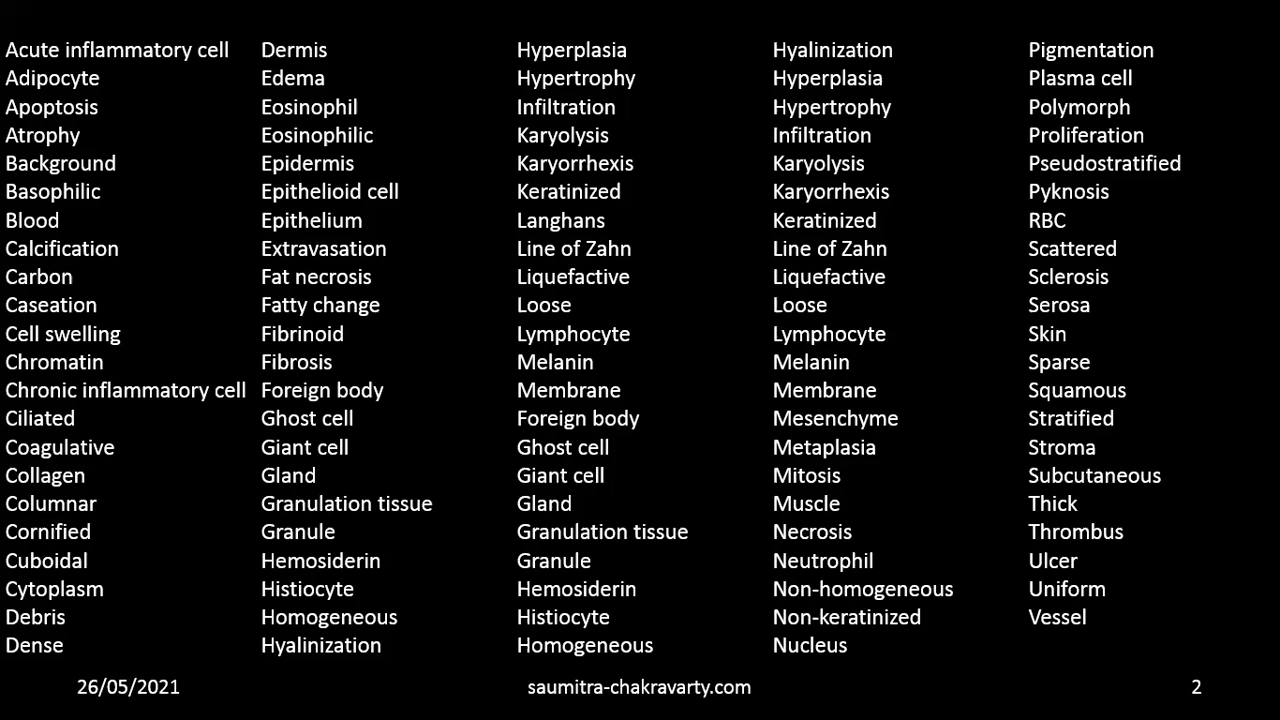 Acute inflammatory cell
Adipocyte
Apoptosis
Atrophy
Background
Basophilic
Blood
Calcification
Carbon
Caseation
Cell swelling
Chromatin
Chronic inflammatory cell
Ciliated
Coagulative
Collagen
Columnar
Cornified
Cuboidal
Cytoplasm
Debris
Dense
Dermis
Edema
Eosinophil
Eosinophilic
Epidermis
Epithelioid cell
Epithelium
Extravasation
Fat necrosis
Fatty change
Fibrinoid
Fibrosis
Foreign body
Ghost cell
Giant cell
Gland
Granulation tissue
Granule
Hemosiderin
Histiocyte
Homogeneous
Hyalinization
Hyperplasia
Hypertrophy
Infiltration
Karyolysis
Karyorrhexis
Keratinized
Langhans
Line of Zahn
Liquefactive
Loose
Lymphocyte
Melanin
Membrane
Foreign body
Ghost cell
Giant cell
Gland
Granulation tissue
Granule
Hemosiderin
Histiocyte
Homogeneous
Hyalinization
Hyperplasia
Hypertrophy
Infiltration
Karyolysis
Karyorrhexis
Keratinized
Line of Zahn
Liquefactive
Loose
Lymphocyte
Melanin
Membrane
Mesenchyme
Metaplasia
Mitosis
Muscle
Necrosis
Neutrophil
Non-homogeneous
Non-keratinized
Nucleus
Pigmentation
Plasma cell
Polymorph
Proliferation
Pseudostratified
Pyknosis
RBC
Scattered
Sclerosis
Serosa
Skin
Sparse
Squamous
Stratified
Stroma
Subcutaneous
Thick
Thrombus
Ulcer
Uniform
Vessel
26/05/2021
saumitra-chakravarty.com
2